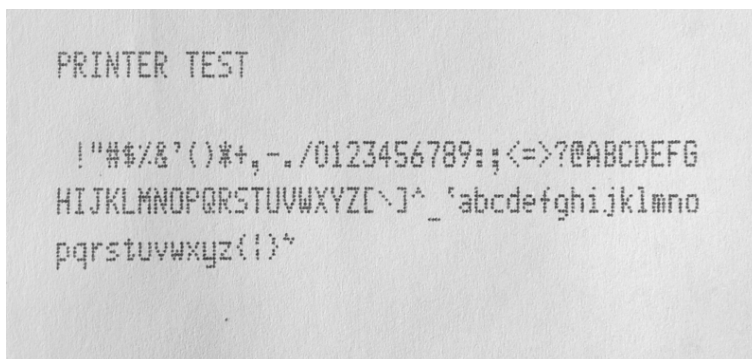 PRINTER TEST
!"#$%&'()*+,-./0123456789:;<=>?@ABCDEFG
HIJKLMNOPQRSTUVWXYZ[\]^_`abcdefghijklmno
pqrstuvwxyz{¦}~